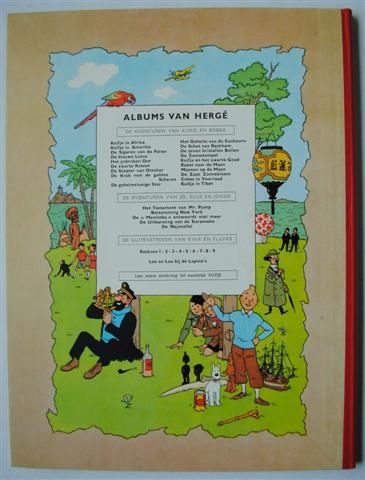 ALBUMS VAN HERGÉ
DE AVONTUREN VAN KUIFJE EN BOBBIE
Kuifje in Afrika
Kuifje in Amerika
De Sigaren van de Farao
De blauwe Lotus
Het gebroken Oor
De zwarte Rotsen
De Scepter van Ottokar
De Krab met de gulden
Scharen
De geheimzinnige Ster
Het Geheim van de Eenhoorn
De Schat van Rackham
De zeven kristallen Bollen
De Zonnetempel
Kuifje en het zwarte Goud
Raket naar de Maan
Mannen op de Maan
De Zaak Zonnebloem
Cokes in Voorraad
Kuifje in Tibet
DE AVONTUREN VAN JO, SUUS EN JOKKO
Het Testament van Mr. Pump
Bestemming New York
De « Manitoba » antwoordt niet meer
De Uitbarsting van de Karamako
De Najavallei
DE GUITENSTREKEN VAN KWIK EN FLUPKE
Reeksen 1 - 2 - 3 - 4 - 5 - 6 - 7 - 8 - 9
Leo en Lea bij de Lapino's
Lees iedere donderdag het weekblad KUIFJE